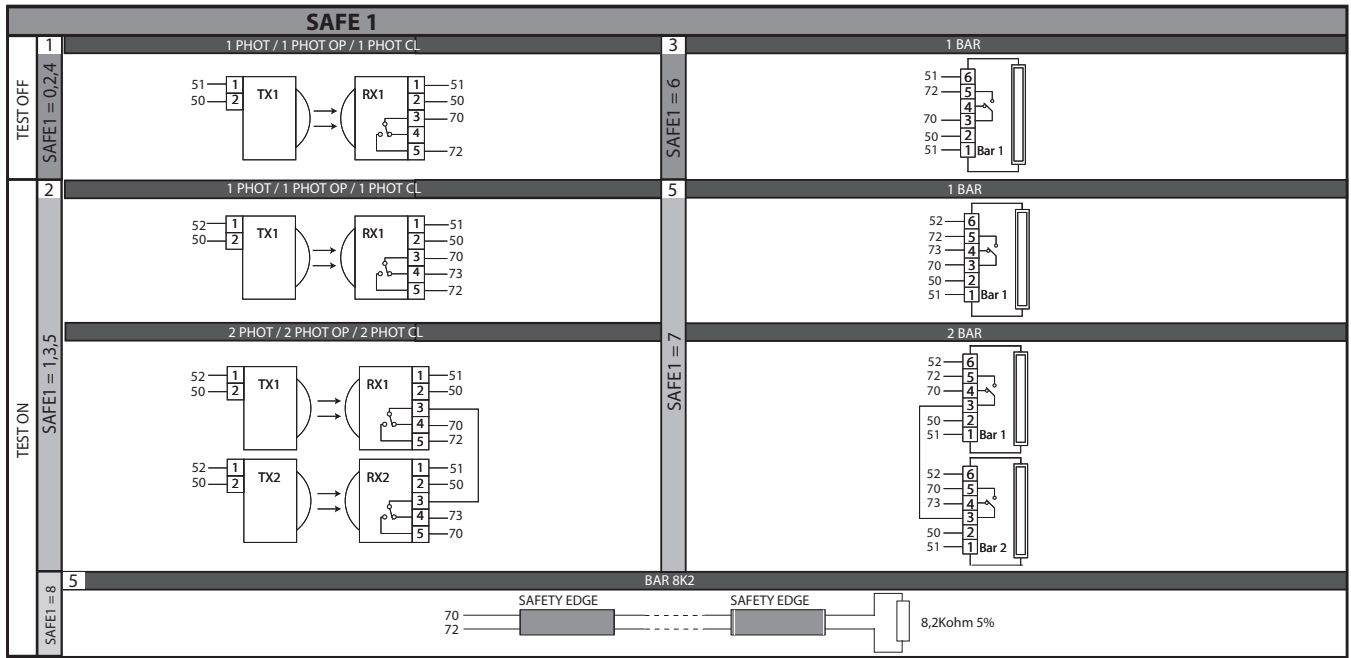 SAFE 1
TEST OFF
SAFE1 = 0,2,4
1
1 PHOT / 1 PHOT OP / 1 PHOT CL
51 1 TX1 RX1 1 51
50 2 2 50
3 70
4
5 72
SAFE1 = 6
3
1 BAR
51 6
72 5
4
70 3
50 2
51 1 Bar 1
TEST ON
SAFE1 = 1,3,5
2
1 PHOT / 1 PHOT OP / 1 PHOT CL
52 1 TX1 RX1 1 51
50 2 2 50
3 70
4 73
5 72
2 PHOT / 2 PHOT OP / 2 PHOT CL
52 1 TX1 RX1 1 51
50 2 2 50
3
4 70
5 72
52 1 TX2 RX2 1 51
50 2 2 50
3
4 73
5 70
SAFE1 = 7
5
1 BAR
52 6
72 5
73 4
70 3
50 2
51 1 Bar 1
2 BAR
52 6
72 5
70 4
3
50 2
51 1 Bar 1
52 6
70 5
73 4
3
50 2
51 1 Bar 2
SAFE1 = 8
5
BAR 8K2
SAFETY EDGE SAFETY EDGE
70
72
8,2Kohm 5%